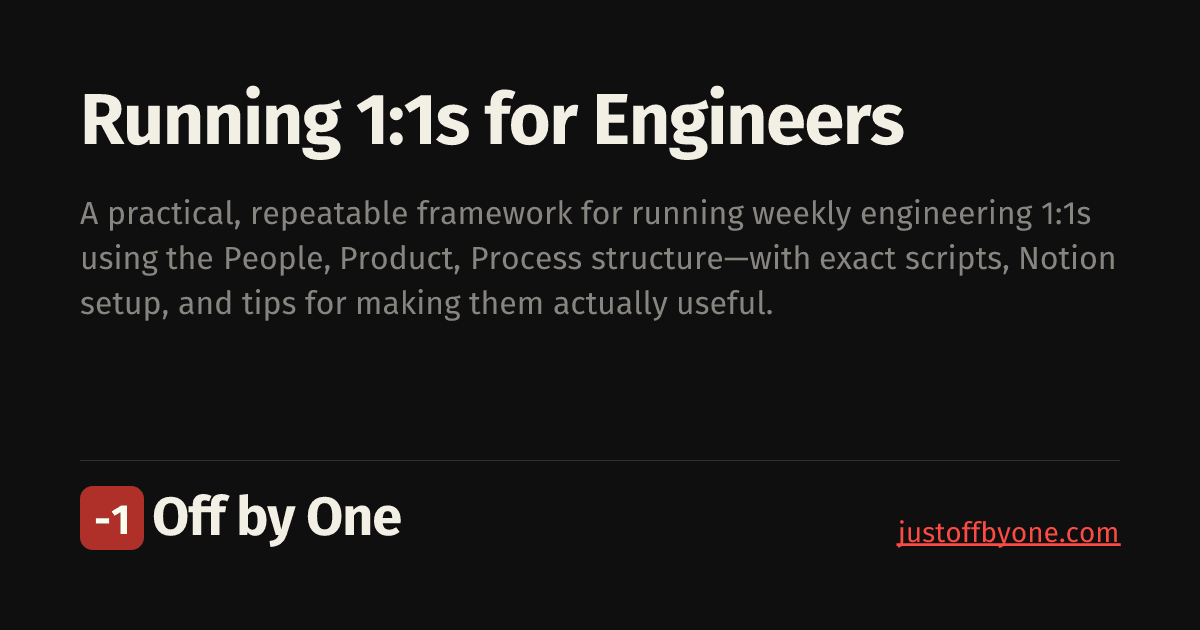 Running 1:1s for Engineers
A practical, repeatable framework for running weekly engineering 1:1s
using the People, Product, Process structure—with exact scripts, Notion
setup, and tips for making them actually useful.
-1 Off by One
justoffbyone.com